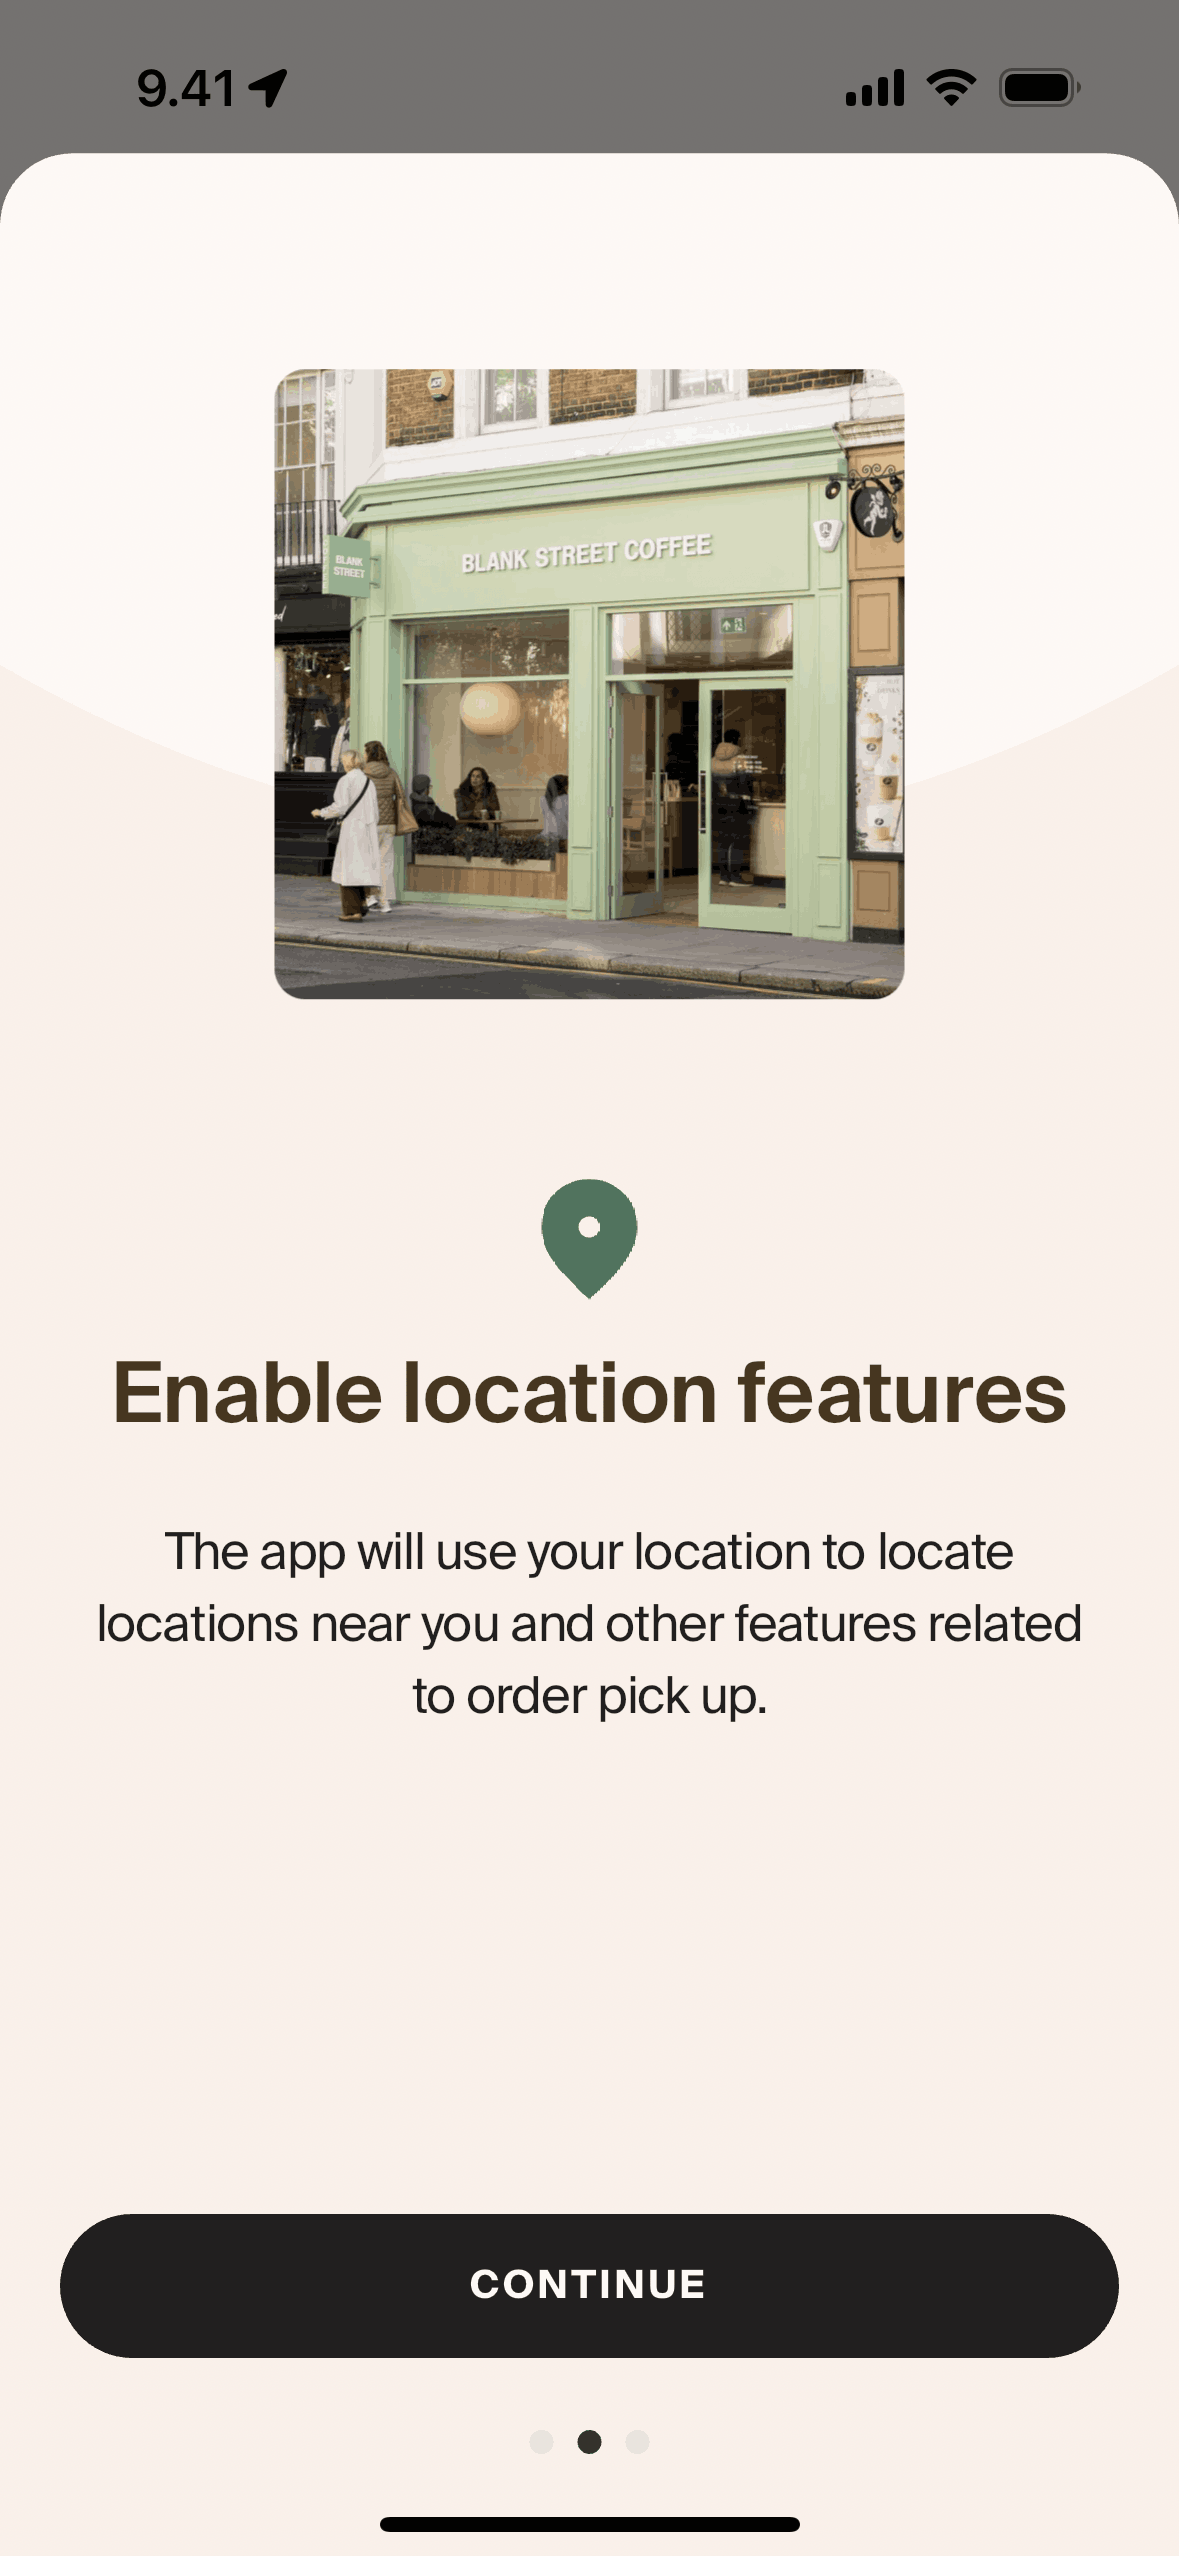 9.41
BLANK STREET COFFEE
BLANK
STREET
Enable location features
The app will use your location to locate
locations near you and other features related
to order pick up.
CONTINUE